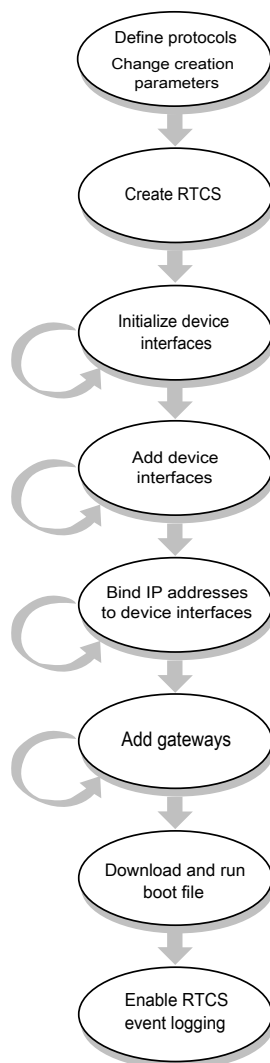 Define protocols
Change creation
parameters
Create RTCS
Initialize device
interfaces
Add device
interfaces
Bind IP addresses
to device interfaces
Add gateways
Download and run
boot file
Enable RTCS
event logging